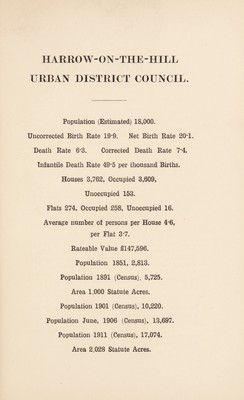 HARROW-ON-THE-HILL
URBAN DISTRICT COUNCIL.
Population (Estimated) 18,000.
Uncorrected Birth Rate 19·9. Net Birth Rate 20·1.
Death Rate 6·3. Corrected Death Rate 7·4.
Infantile Death Rate 49·5 per thousand Births.
Houses 3,762, Occupied 3,609,
Unoccupied 153.
Flats 274, Occupied 258, Unoccupied 16.
Average number of persons per House 4·6,
per Flat 3·7.
Rateable Value £147,596.
Population 1851, 2,813.
Population 1891 (Census), 5,725.
Area 1,000 Statute Acres.
Population 1901 (Census), 10,220.
Population June, 1906 (Census), 13,697.
Population 1911 (Census), 17,074.
Area 2,028 Statute Acres.